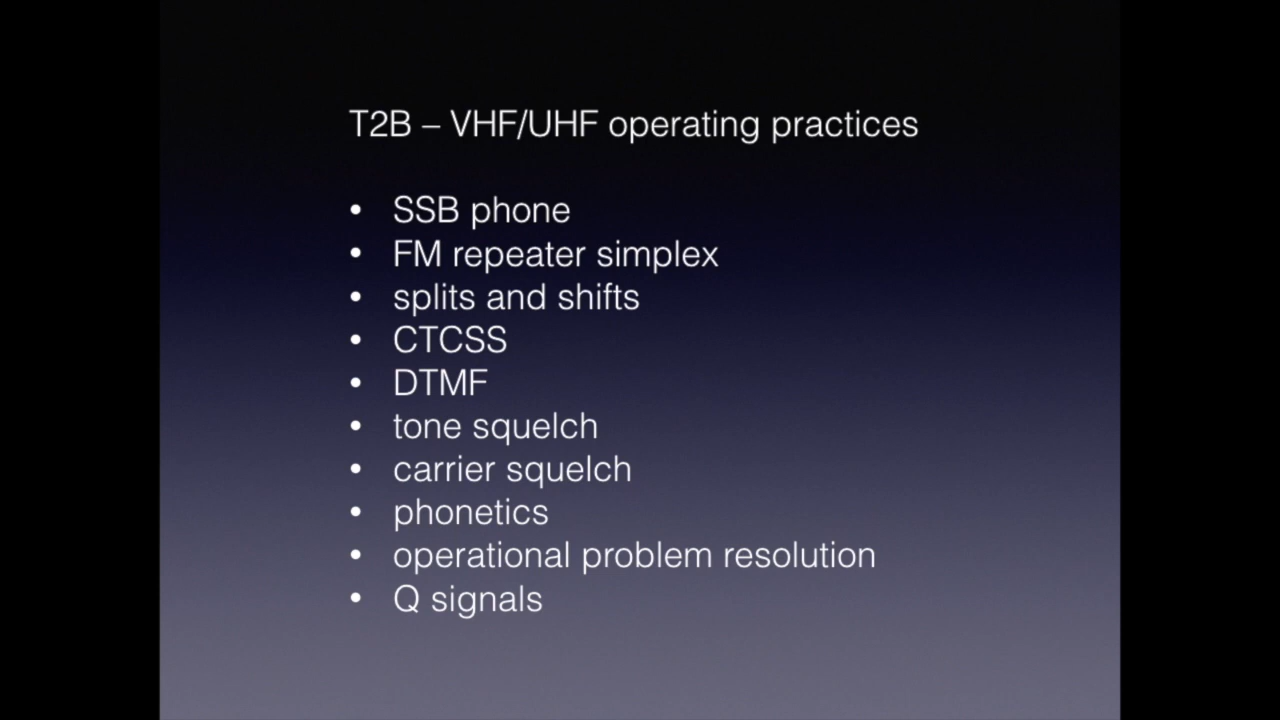 T2B – VHF/UHF operating practices
• SSB phone
• FM repeater simplex
• splits and shifts
• CTCSS
• DTMF
• tone squelch
• carrier squelch
• phonetics
• operational problem resolution
• Q signals